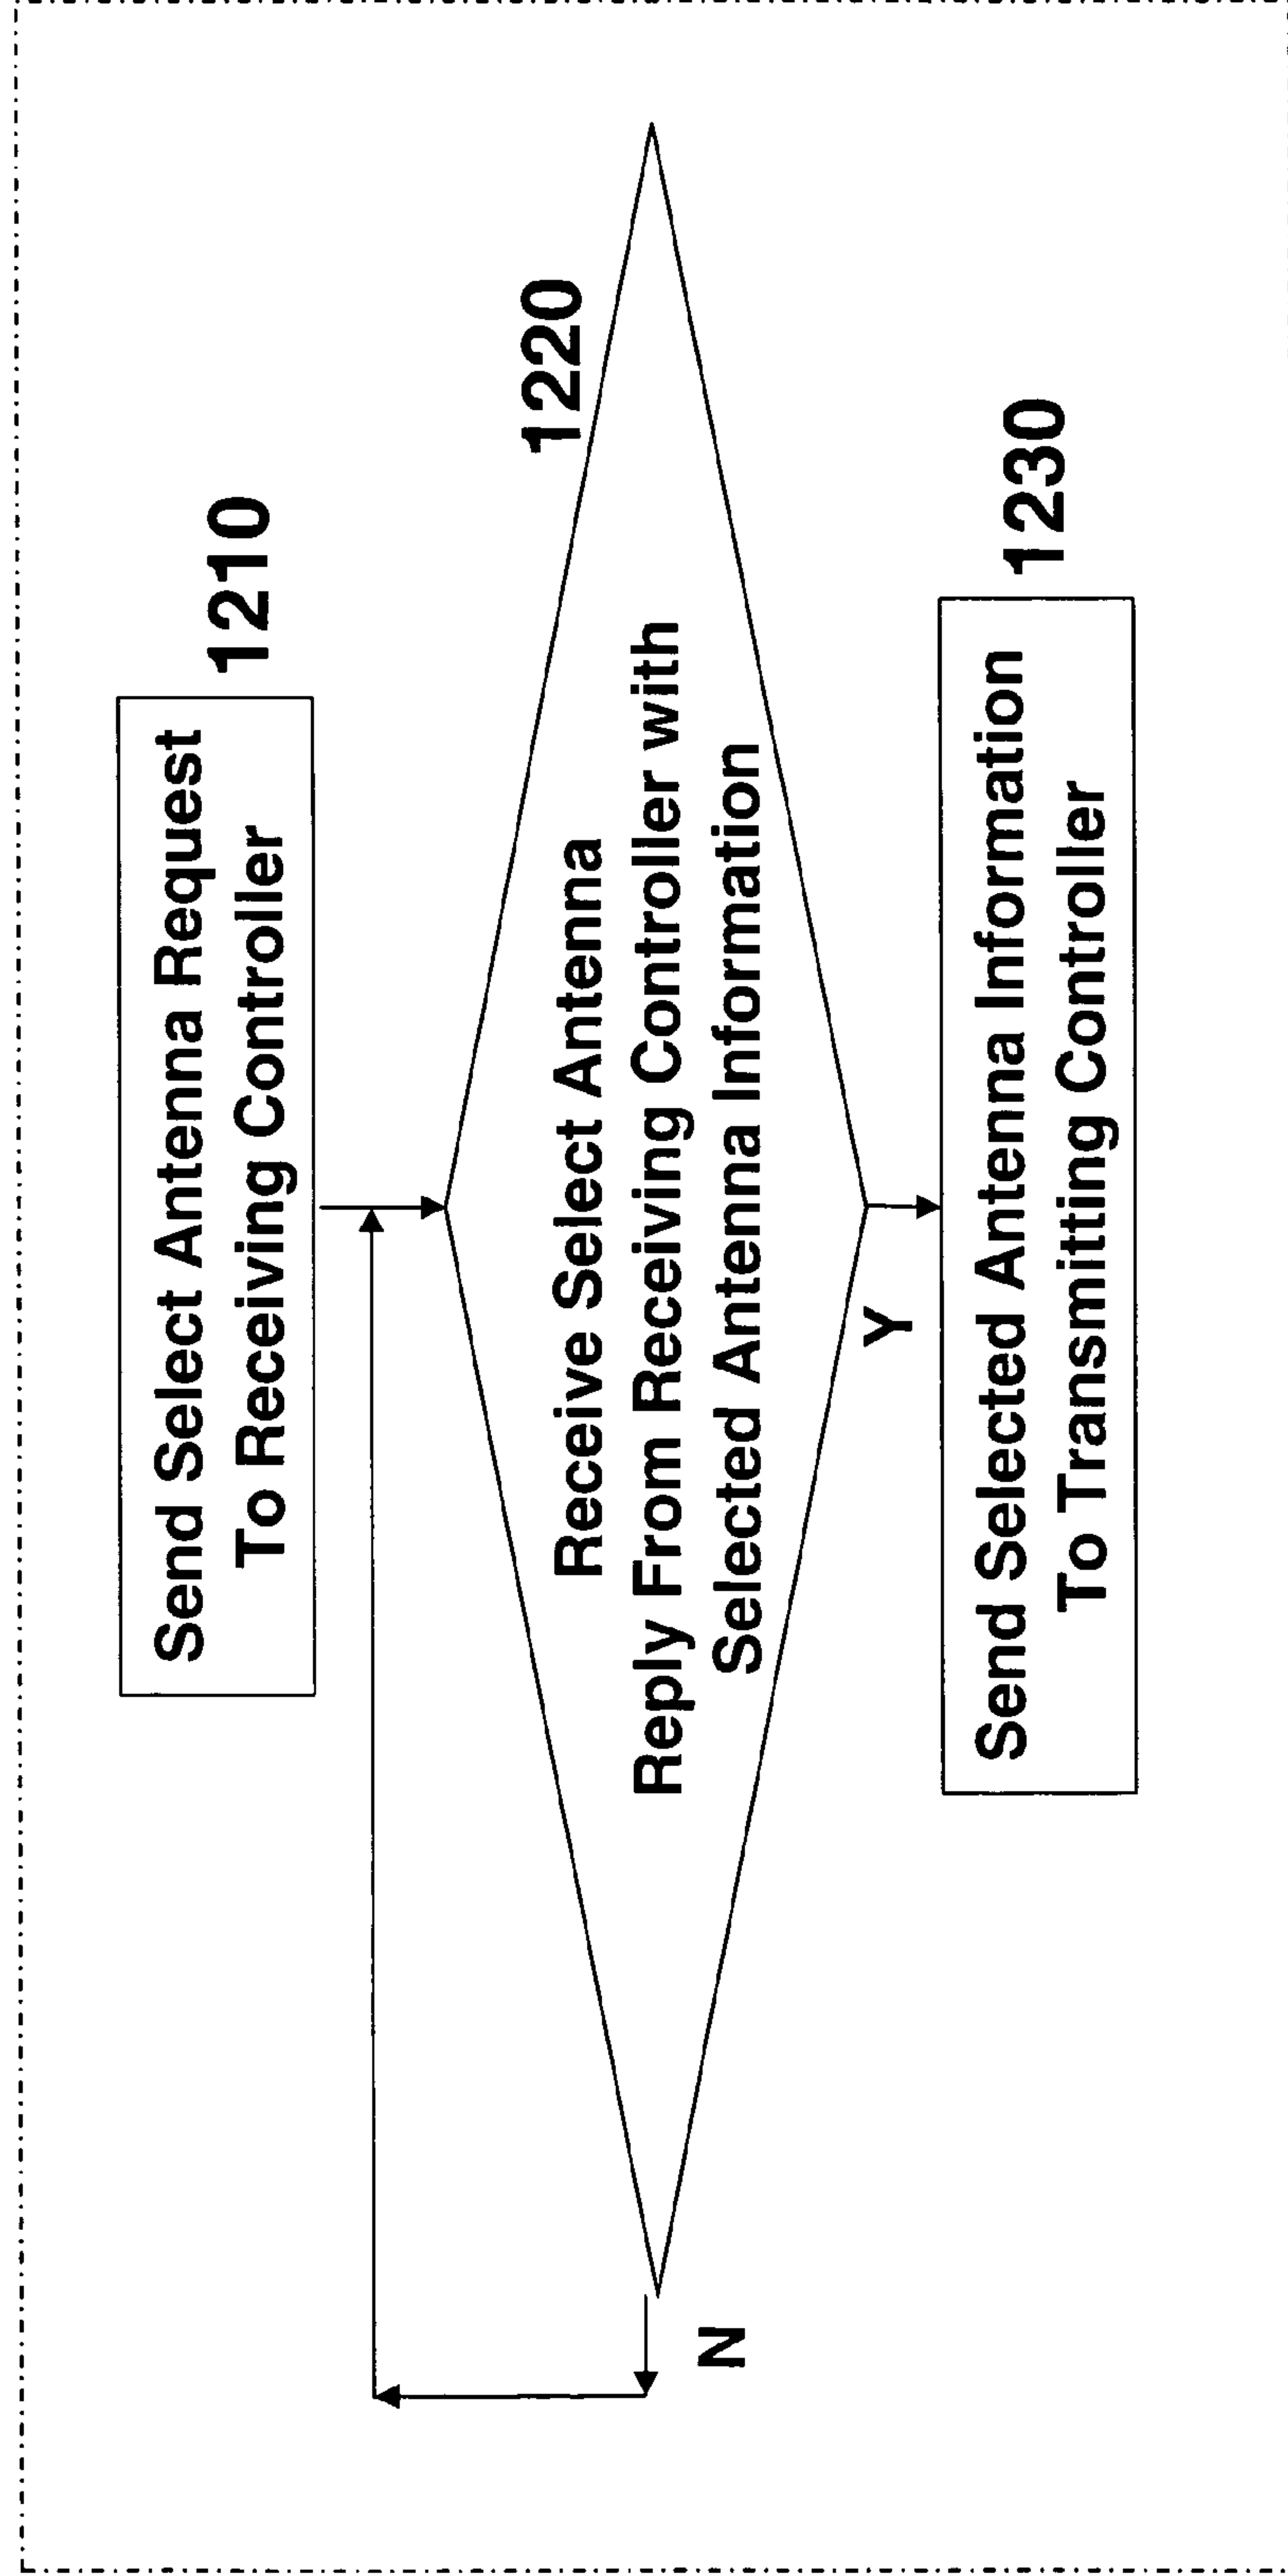 Send Select Antenna Request
To Receiving Controller
1210
1220
Receive Select Antenna
Reply From Receiving Controller with
Selected Antenna Information
N
Y
Send Selected Antenna Information
To Transmitting Controller
1230